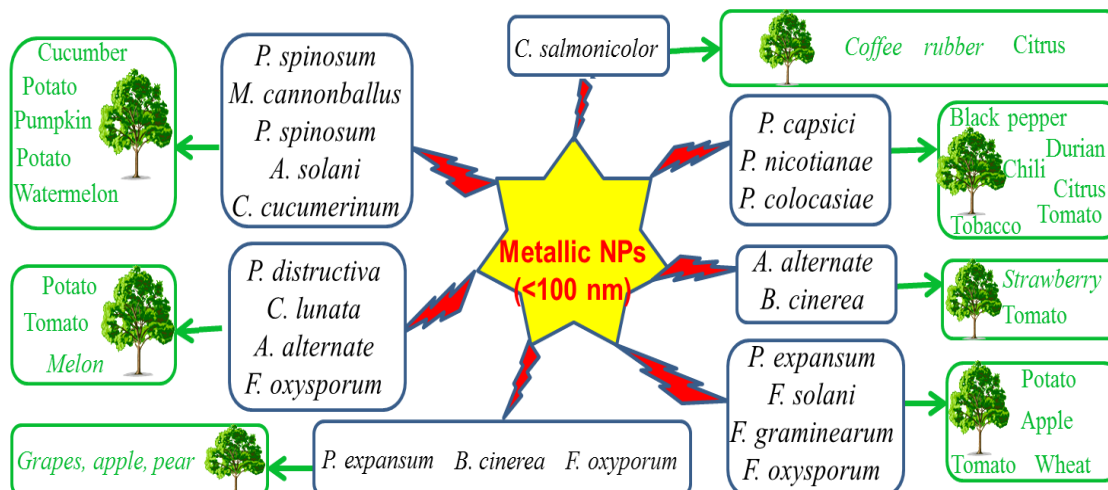 Cucumber
Potato
Pumpkin
Potato
Watermelon
P. spinosum
M. cannonballus
P. spinosum
A. solani
C. cucumerinum
C. salmonicolor
Coffee rubber Citrus
P. capsici
P. nicotianae
P. colocasiae
Black pepper
Durian
Chili
Citrus
Tomato
Tobacco
Metallic NPs
(<100 nm)
Potato
Tomato
Melon
P. distructiva
C. lunata
A. alternate
F. oxysporum
A. alternate
B. cinerea
Strawberry
Tomato
P. expansum
F. solani
F. graminearum
F. oxysporum
Potato
Apple
Tomato Wheat
Grapes, apple, pear
P. expansum B. cinerea F. oxyporum